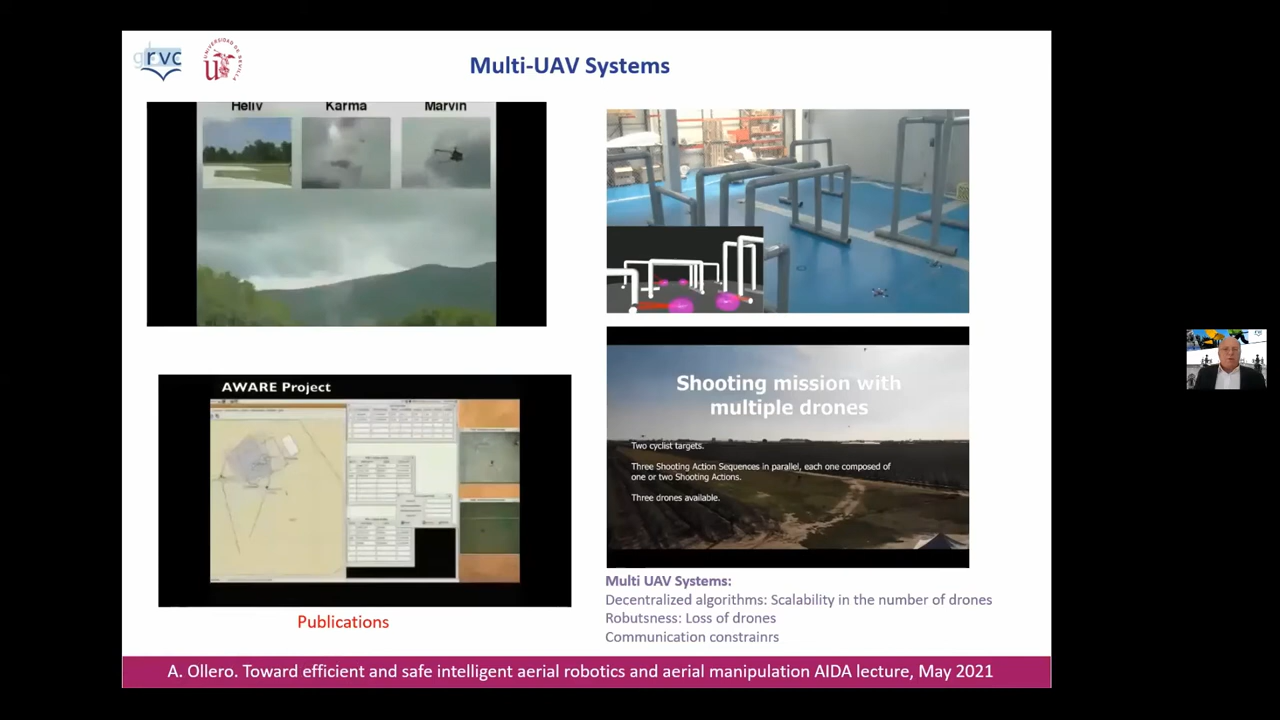 grvc
UNIVERSIDAD DE SEVILLA
Multi-UAV Systems
Heliv Karma Marvin
AWARE Project
Shooting mission with
multiple drones
Two cyclist targets.
Three Shooting Action Sequences in parallel, each one composed of
one or two Shooting Actions.
Three drones available.
Publications
Multi UAV Systems:
Decentralized algorithms: Scalability in the number of drones
Robutsness: Loss of drones
Communication constrainrs
A. Ollero. Toward efficient and safe intelligent aerial robotics and aerial manipulation AIDA lecture, May 2021